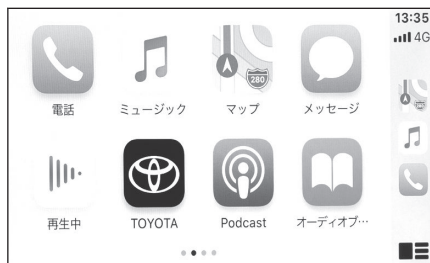 13:35
4G
280
電話
ミュージック
マップ
メッセージ
再生中
TOYOTA
Podcast
オーディオブ…